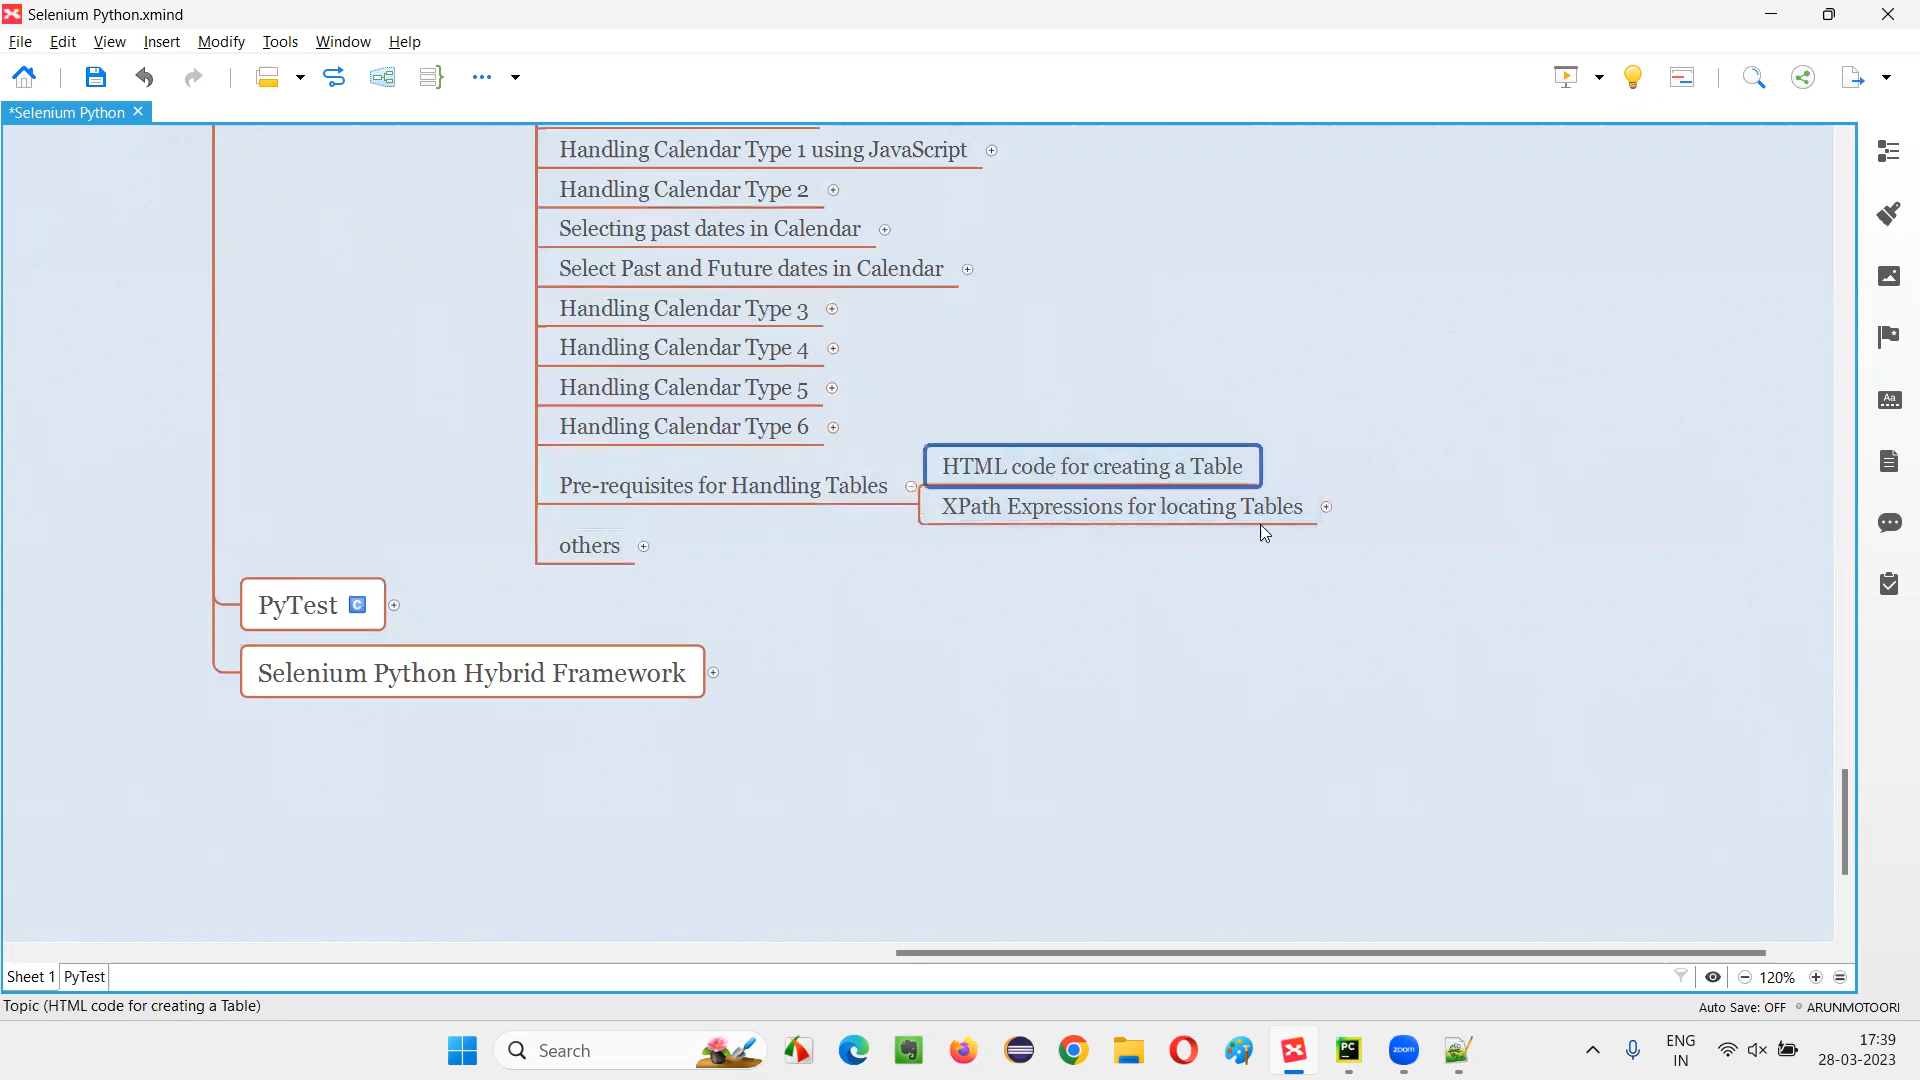 Selenium Python.xmind
File Edit View Insert Modify Tools Window Help
*Selenium Python
Handling Calendar Type 1 using JavaScript
Handling Calendar Type 2
Selecting past dates in Calendar
Select Past and Future dates in Calendar
Handling Calendar Type 3
Handling Calendar Type 4
Handling Calendar Type 5
Handling Calendar Type 6
HTML code for creating a Table
Pre-requisites for Handling Tables
XPath Expressions for locating Tables
others
PyTest C
Selenium Python Hybrid Framework
Aa
Sheet 1 PyTest 120%
Topic (HTML code for creating a Table) Auto Save: OFF ARUNMOTOORI
Search PC zoom ENG IN 17:39
28-03-2023